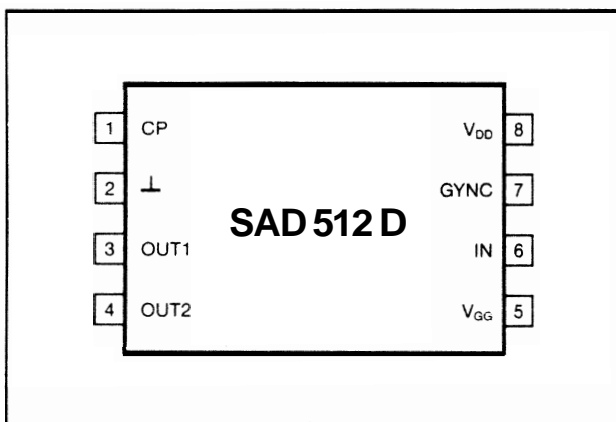 1 CP
2 ⊥
3 OUT1
4 OUT2
SAD 512 D
V_DD 8
GYNC 7
IN 6
V_GG 5